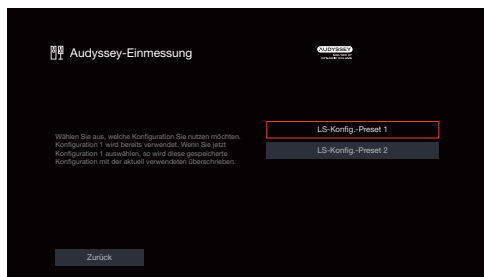 Audyssey-Einmessung
AUDYSSEY
DYNAMIC VOLUME
LS-Konfig.-Preset 1
Wählen Sie aus, welche Konfiguration Sie nutzen möchten.
Konfiguration 1 wird bereits verwendet. Wenn Sie jetzt
Konfiguration 1 auswählen, so wird diese gespeicherte
Konfiguration mit der aktuell verwendeten überschrieben.
LS-Konfig.-Preset 2
Zurück